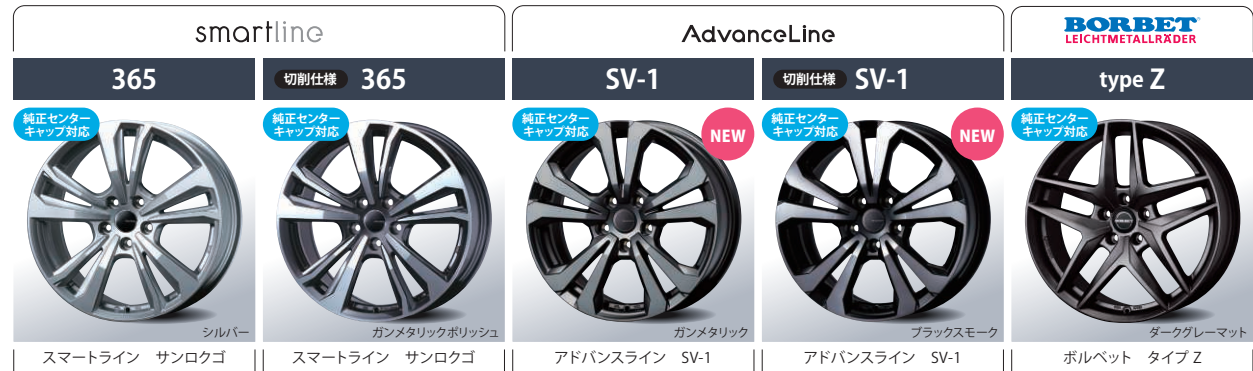 smartline
AdvanceLine
BORBET
LEICHTMETALLRÄDER
365
切削仕様 365
SV-1
切削仕様 SV-1
type Z
純正センター
キャップ対応
シルバー
純正センター
キャップ対応
ガンメタリックポリッシュ
純正センター
キャップ対応
NEW
ガンメタリック
純正センター
キャップ対応
NEW
ブラックスモーク
純正センター
キャップ対応
ダークグレーマット
スマートライン サンロクゴ
スマートライン サンロクゴ
アドバンスライン SV-1
アドバンスライン SV-1
ボルベット タイプ Z